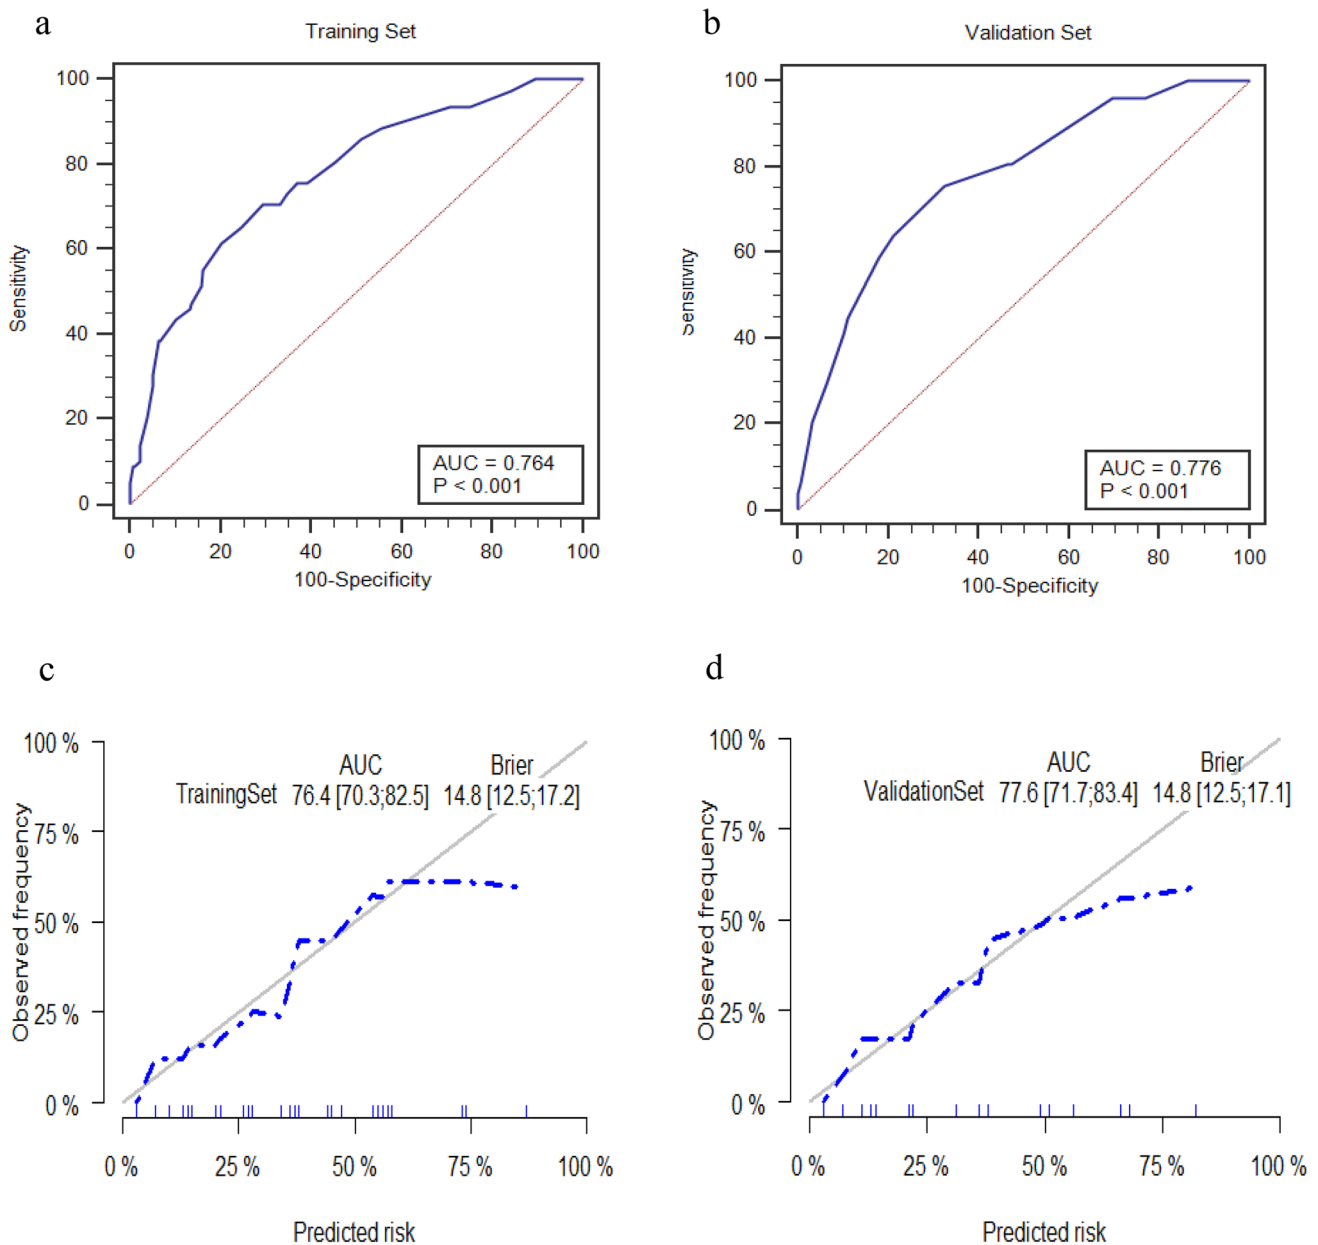 a
Training Set
100
80
60
40
20
0
Sensitivity
AUC = 0.764
P < 0.001
0 20 40 60 80 100
100-Specificity
b
Validation Set
100
80
60
40
20
0
Sensitivity
AUC = 0.776
P < 0.001
0 20 40 60 80 100
100-Specificity
c
100 %
75 %
50 %
25 %
0 %
Observed frequency
AUC Brier
TrainingSet 76.4 [70.3;82.5] 14.8 [12.5;17.2]
0 % 25 % 50 % 75 % 100 %
Predicted risk
d
100 %
75 %
50 %
25 %
0 %
Observed frequency
AUC Brier
ValidationSet 77.6 [71.7;83.4] 14.8 [12.5;17.1]
0 % 25 % 50 % 75 % 100 %
Predicted risk